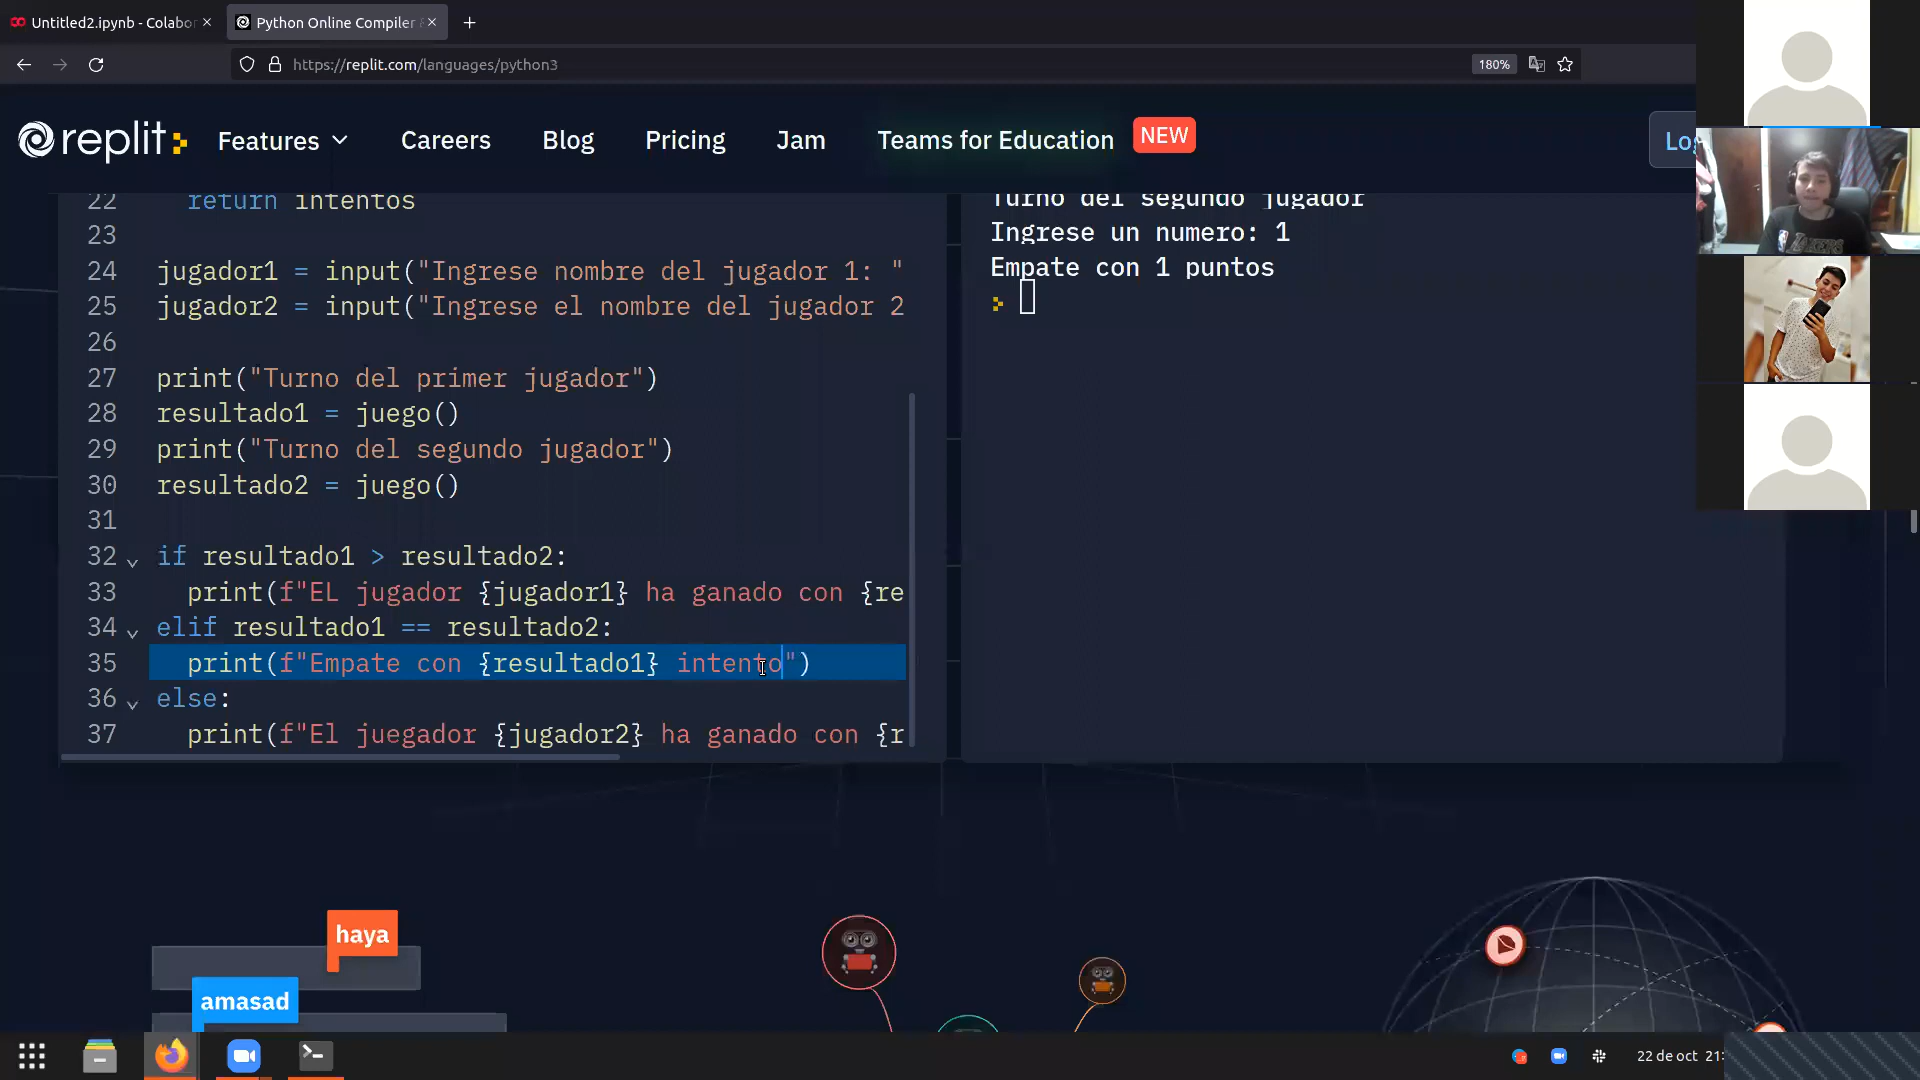 Untitled2.ipynb - Colabor
Python Online Compiler
https://replit.com/languages/python3
180%
replit
Features
Careers
Blog
Pricing
Jam
Teams for Education
NEW
22 return intentos
23
24 jugador1 = input("Ingrese nombre del jugador 1: "
25 jugador2 = input("Ingrese el nombre del jugador 2
26
27 print("Turno del primer jugador")
28 resultado1 = juego()
29 print("Turno del segundo jugador")
30 resultado2 = juego()
31
32 if resultado1 > resultado2:
33 print(f"EL jugador {jugador1} ha ganado con {re
34 elif resultado1 == resultado2:
35 print(f"Empate con {resultado1} intento")
36 else:
37 print(f"El juegador {jugador2} ha ganado con {r
Turno del segundo jugador
Ingrese un numero: 1
Empate con 1 puntos
haya
amasad
22 de oct 21: